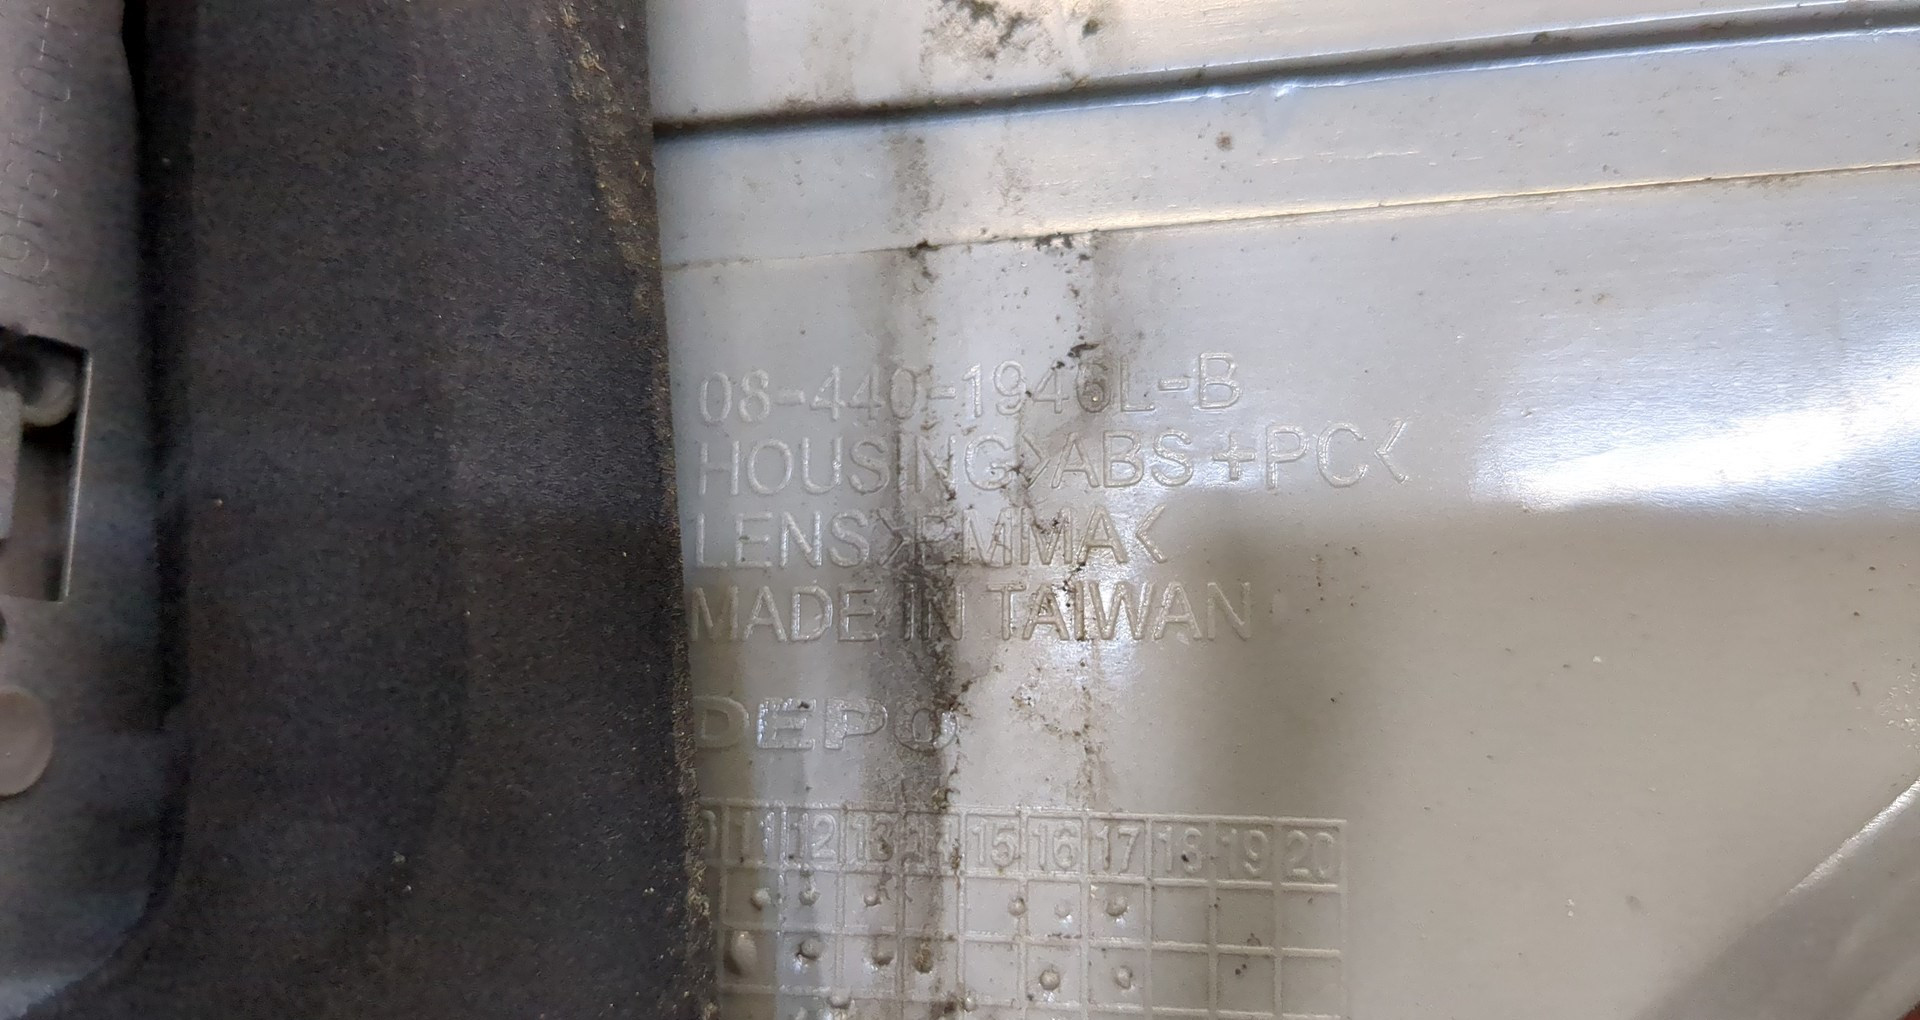 08-440-1946L-B
HOUSING>ABS+PC<
LENS>PMMA<
MADE IN TAIWAN
DEPO
11 12 13 14 15 16 17 18 19 20